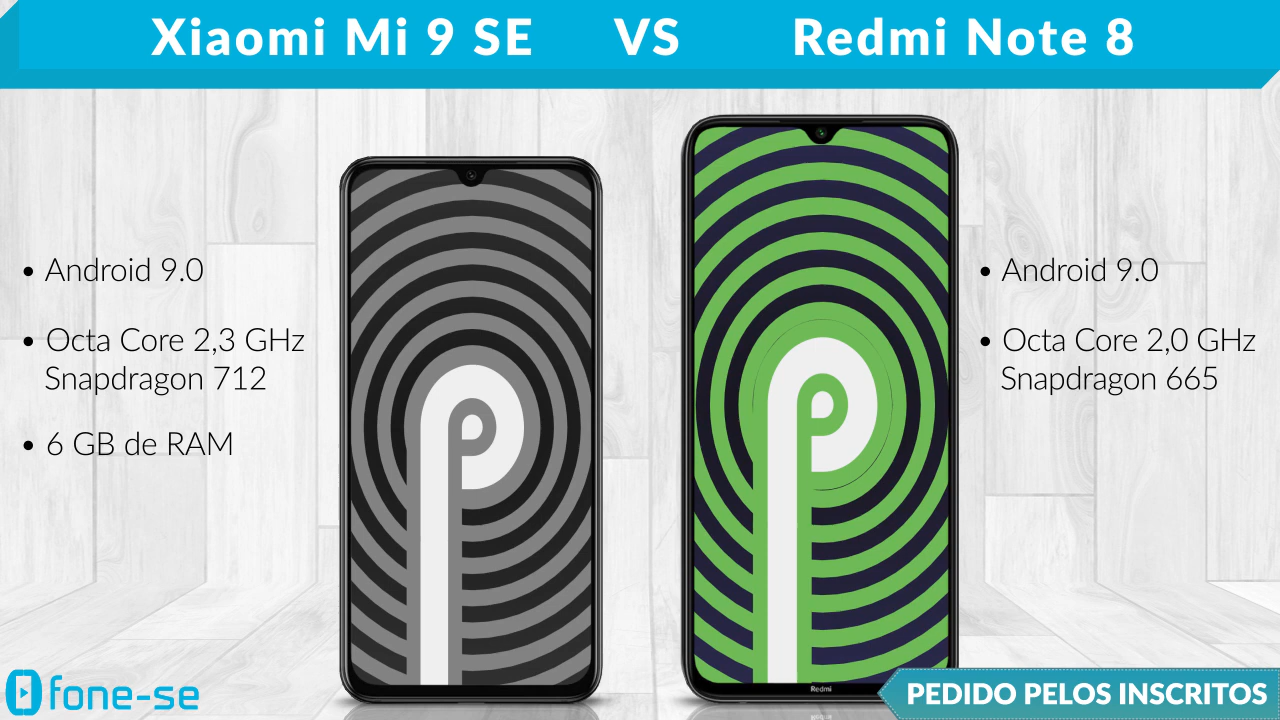 Xiaomi Mi 9 SE VS Redmi Note 8
• Android 9.0
• Octa Core 2,3 GHz
Snapdragon 712
• 6 GB de RAM
• Android 9.0
• Octa Core 2,0 GHz
Snapdragon 665
Redmi
fone-se
PEDIDO PELOS INSCRITOS